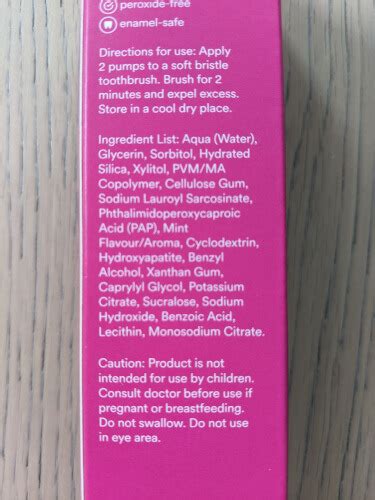 peroxide-free
enamel-safe
Directions for use: Apply
2 pumps to a soft bristle
toothbrush. Brush for 2
minutes and expel excess.
Store in a cool dry place.
Ingredient List: Aqua (Water),
Glycerin, Sorbitol, Hydrated
Silica, Xylitol, PVM/MA
Copolymer, Cellulose Gum,
Sodium Lauroyl Sarcosinate,
Phthalimidoperoxycaproic
Acid (PAP), Mint
Flavour/Aroma, Cyclodextrin,
Hydroxyapatite, Benzyl
Alcohol, Xanthan Gum,
Caprylyl Glycol, Potassium
Citrate, Sucralose, Sodium
Hydroxide, Benzoic Acid,
Lecithin, Monosodium Citrate.
Caution: Product is not
intended for use by children.
Consult doctor before use if
pregnant or breastfeeding.
Do not swallow. Do not use
in eye area.